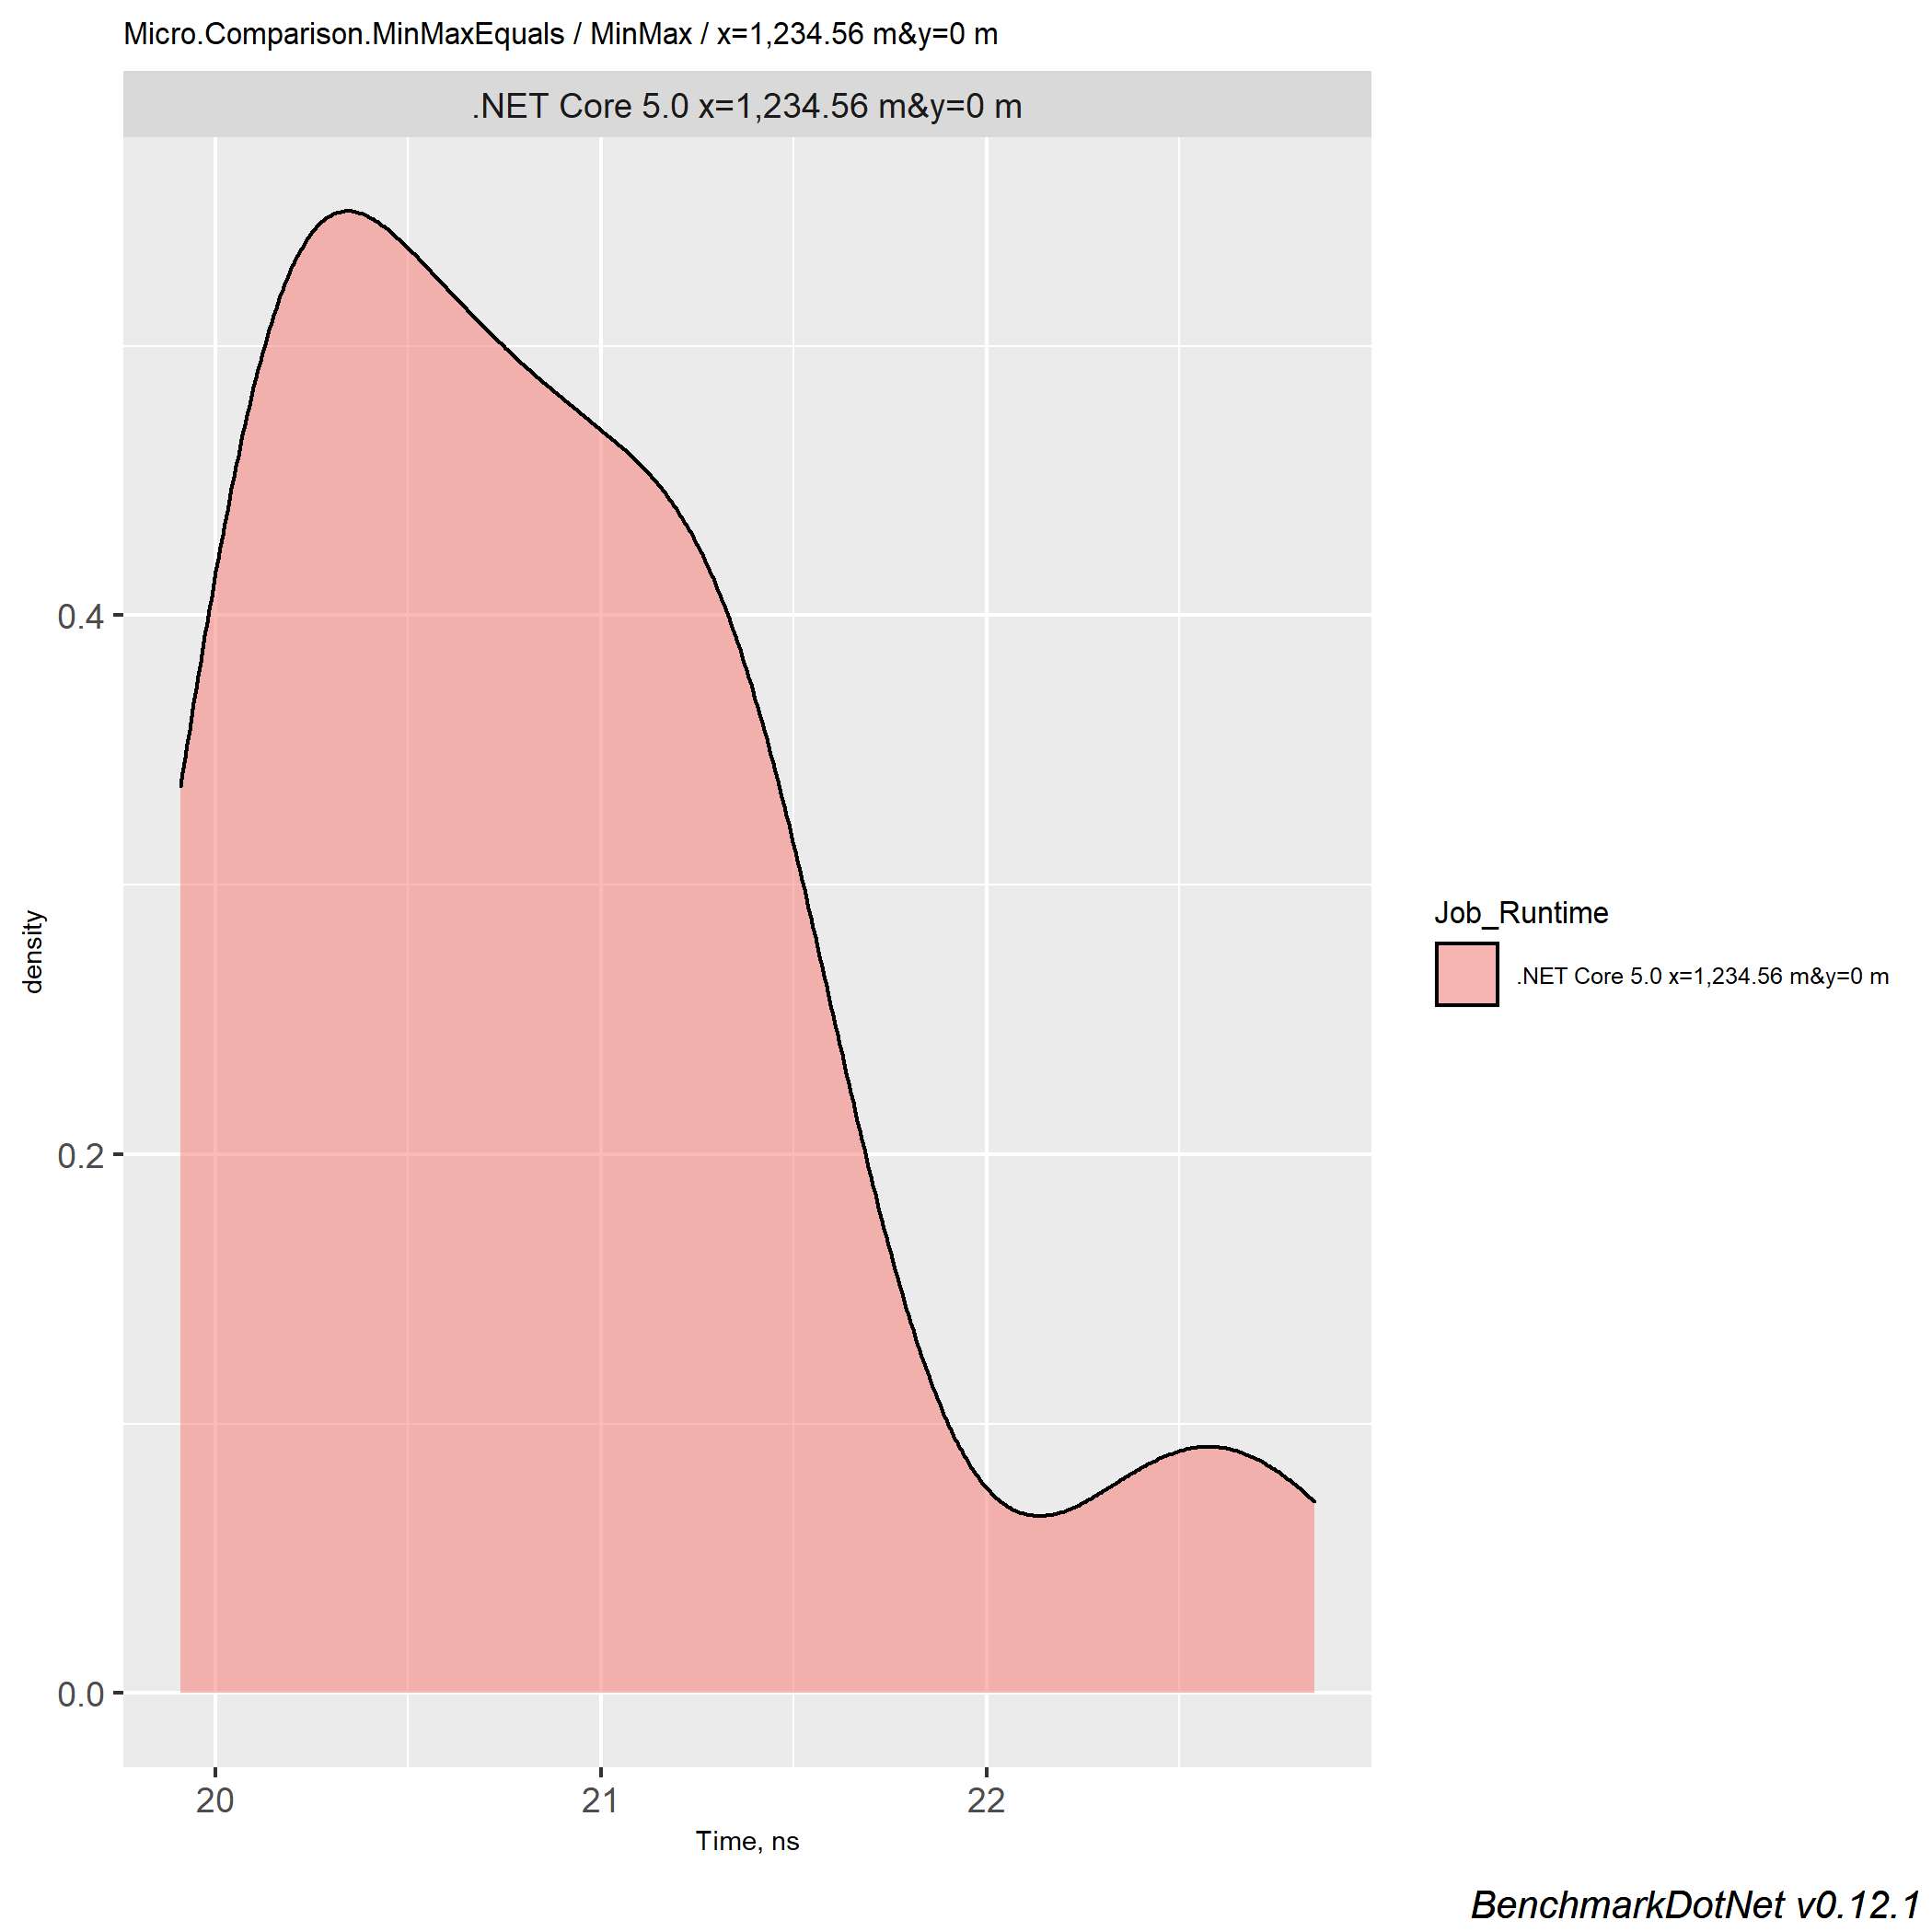 Micro.Comparison.MinMaxEquals / MinMax / x=1,234.56 m&y=0 m
.NET Core 5.0 x=1,234.56 m&y=0 m
0.4
0.2
0.0
density
20 21 22
Time, ns
Job_Runtime
.NET Core 5.0 x=1,234.56 m&y=0 m
BenchmarkDotNet v0.12.1